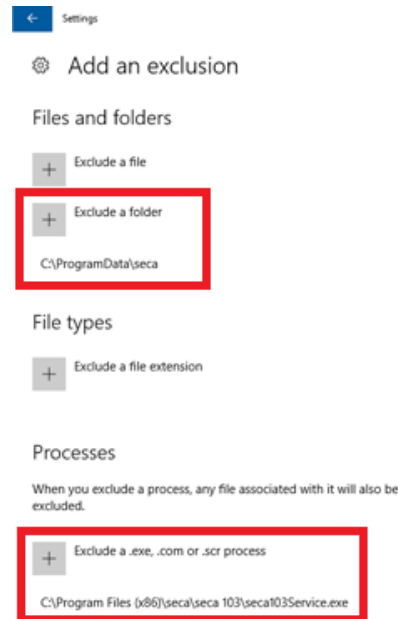 Settings
Add an exclusion
Files and folders
Exclude a file
Exclude a folder
C:\ProgramData\seca
File types
Exclude a file extension
Processes
When you exclude a process, any file associated with it will also be
excluded.
Exclude a .exe, .com or .scr process
C:\Program Files (x86)\seca\seca 103\seca103Service.exe